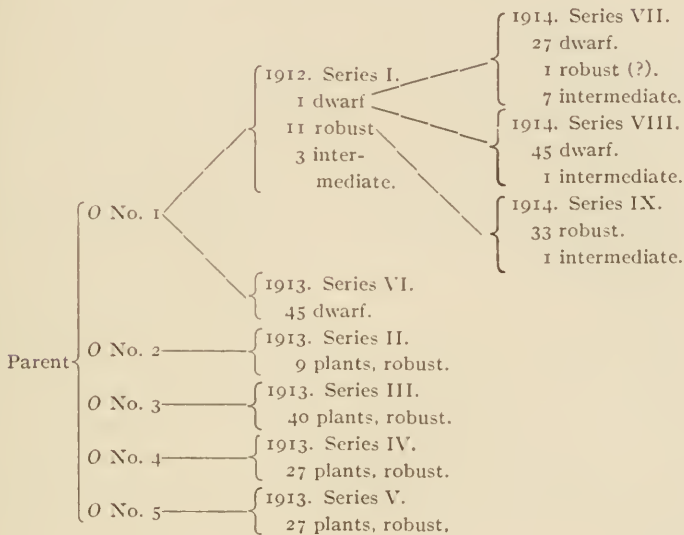 1912. Series I.
1 dwarf
11 robust
3 inter-
mediate.
1914. Series VII.
27 dwarf.
1 robust (?).
7 intermediate.
1914. Series VIII.
45 dwarf.
1 intermediate.
1914. Series IX.
33 robust.
1 intermediate.
Parent
O No. 1
1913. Series VI.
45 dwarf.
O No. 2
1913. Series II.
9 plants, robust.
O No. 3
1913. Series III.
40 plants, robust.
O No. 4
1913. Series IV.
27 plants, robust.
O No. 5
1913. Series V.
27 plants, robust,